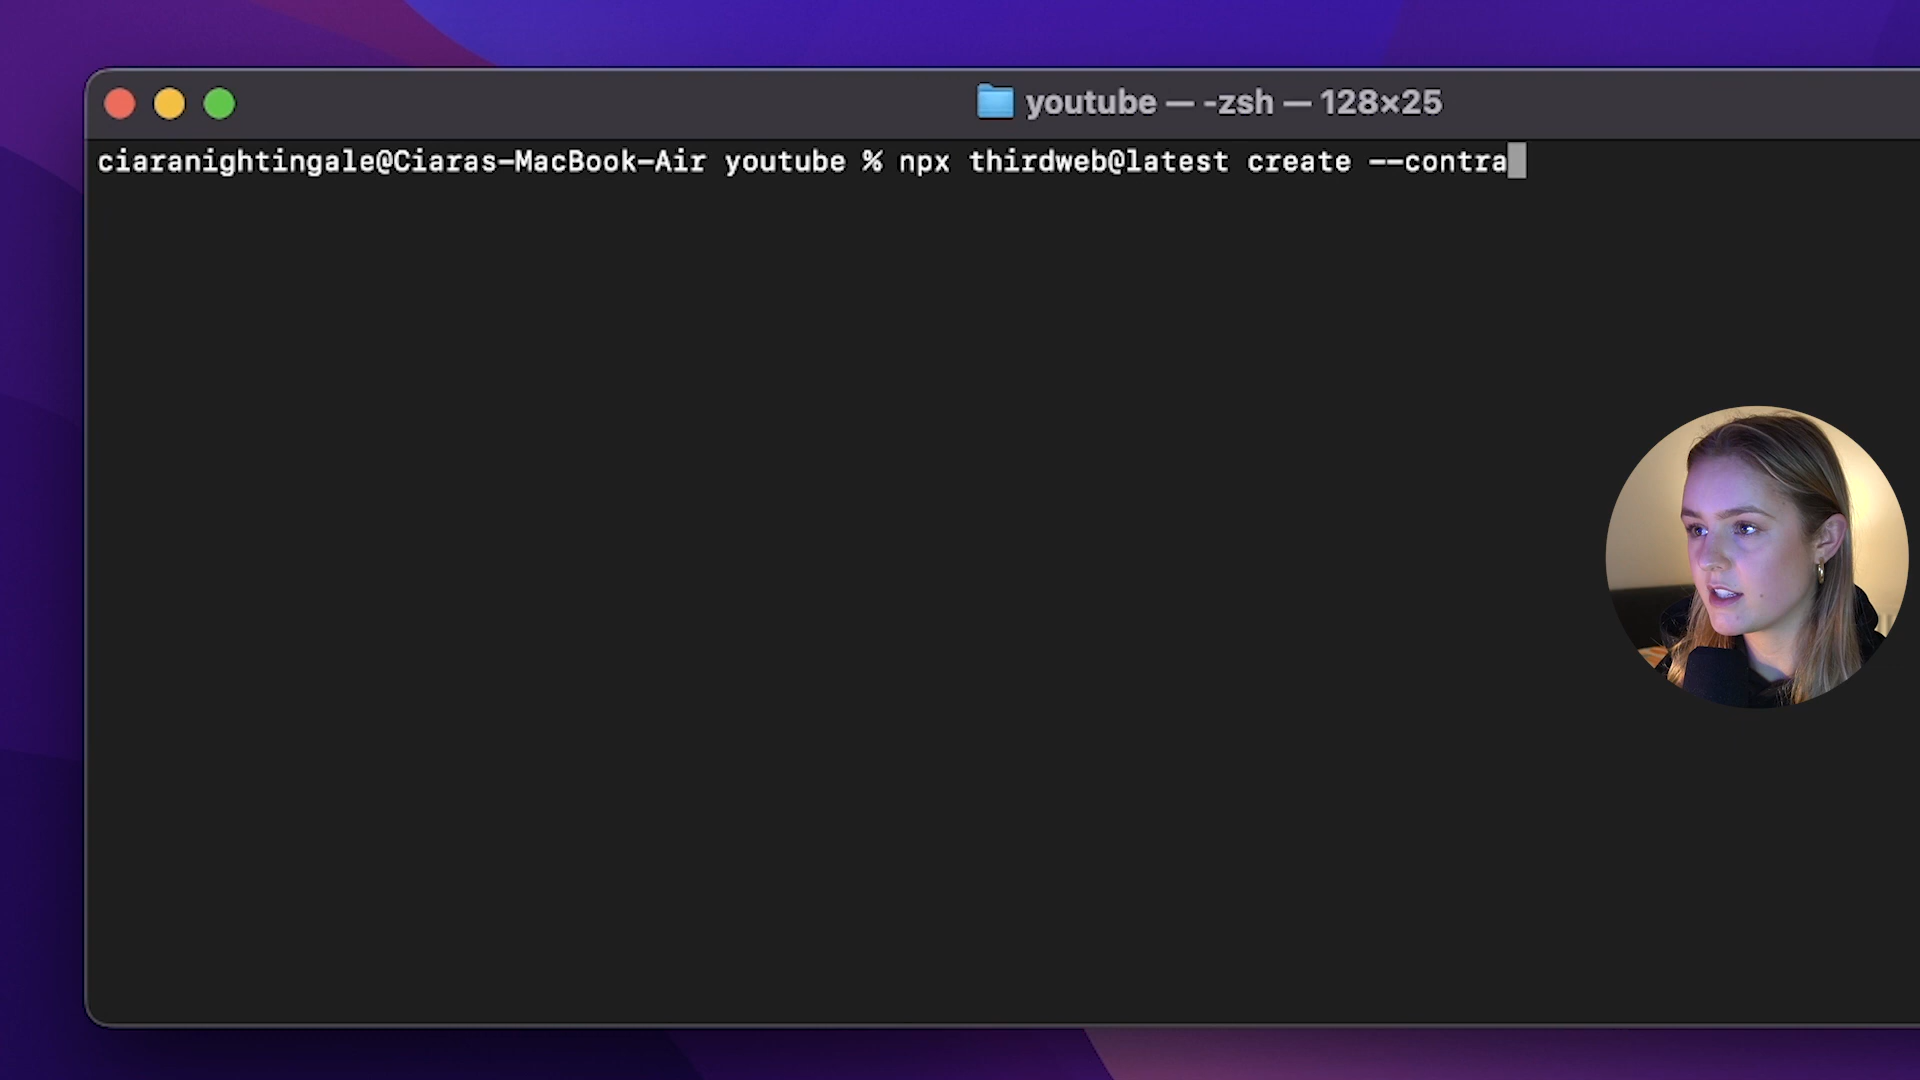 youtube — -zsh — 128×25
ciaranightingale@Ciaras-MacBook-Air youtube % npx thirdweb@latest create --contra